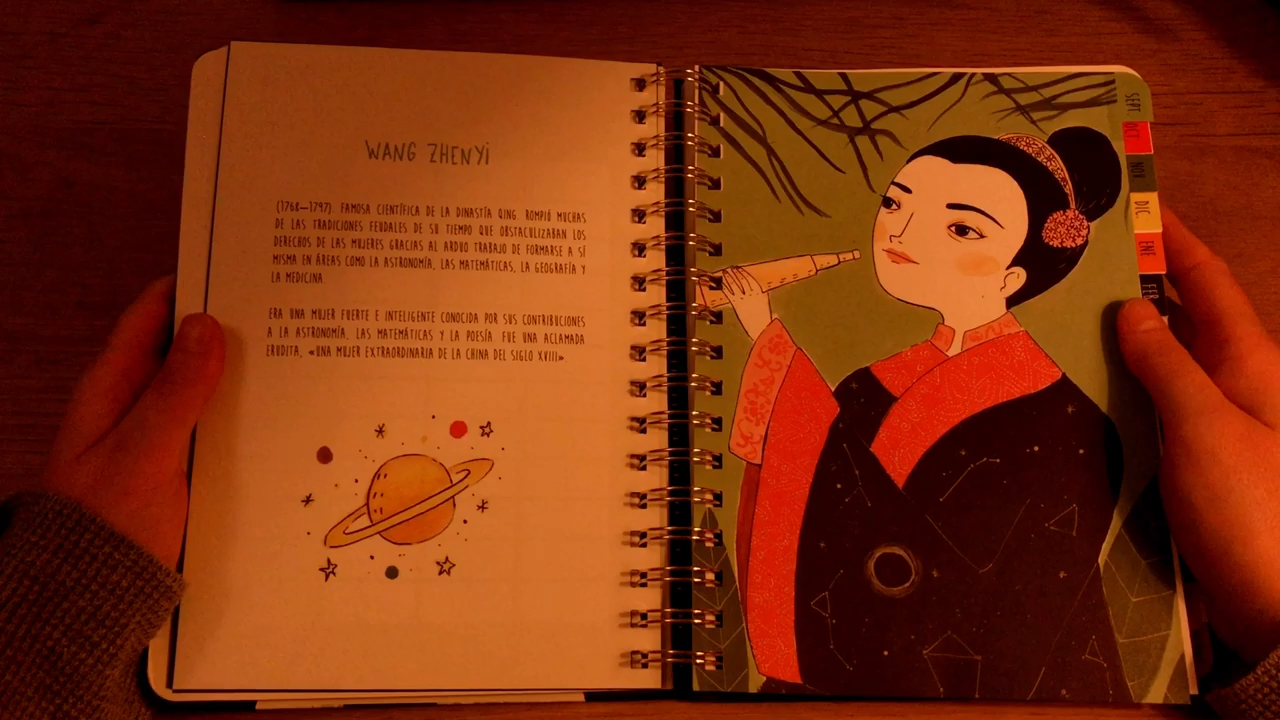 WANG ZHENYi
(1768–1797). FAMOSA CIENTÍFICA DE LA DINASTÍA QING. ROMPIÓ MUCHAS
DE LAS TRADICIONES FEUDALES DE SU TIEMPO QUE OBSTACULIZABAN LOS
DERECHOS DE LAS MUJERES GRACIAS AL ARDUO TRABAJO DE FORMARSE A SÍ
MISMA EN ÁREAS COMO LA ASTRONOMÍA, LAS MATEMÁTICAS, LA GEOGRAFÍA Y
LA MEDICINA.
ERA UNA MUJER FUERTE E INTELIGENTE CONOCIDA POR SUS CONTRIBUCIONES
A LA ASTRONOMÍA, LAS MATEMÁTICAS Y LA POESÍA. FUE UNA ACLAMADA
ERUDITA, «UNA MUJER EXTRAORDINARIA DE LA CHINA DEL SIGLO XVIII».
SEPT.
OCT.
NOV.
DIC.
ENE.
FEB.